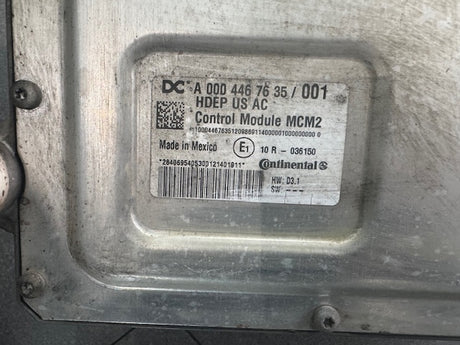 DC A 000 446 76 35 / 001
HDEP US AC
Control Module MCM2
Made in Mexico E1 10 R - 036150
*2840695405300121401911* Continental
HW: D3.1
SW: ---